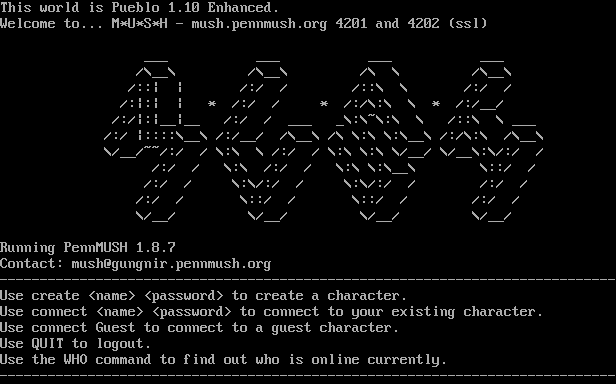 This world is Pueblo 1.10 Enhanced.
Welcome to... M*U*S*H - mush.pennmush.org 4201 and 4202 (ssl)
M * U * S * H
Running PennMUSH 1.8.7
Contact: mush@gungnir.pennmush.org
Use create <name> <password> to create a character.
Use connect <name> <password> to connect to your existing character.
Use connect Guest to connect to a guest character.
Use QUIT to logout.
Use the WHO command to find out who is online currently.